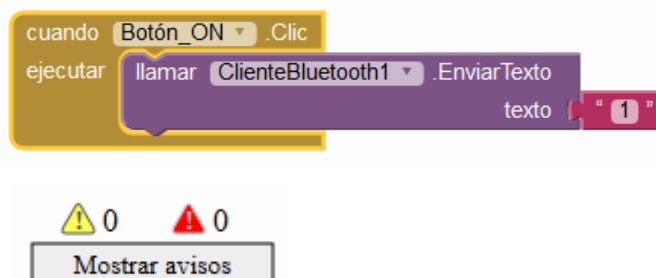 cuando Botón_ON .Clic
ejecutar llamar ClienteBluetooth1 .EnviarTexto
texto " 1 "
0 0
Mostrar avisos